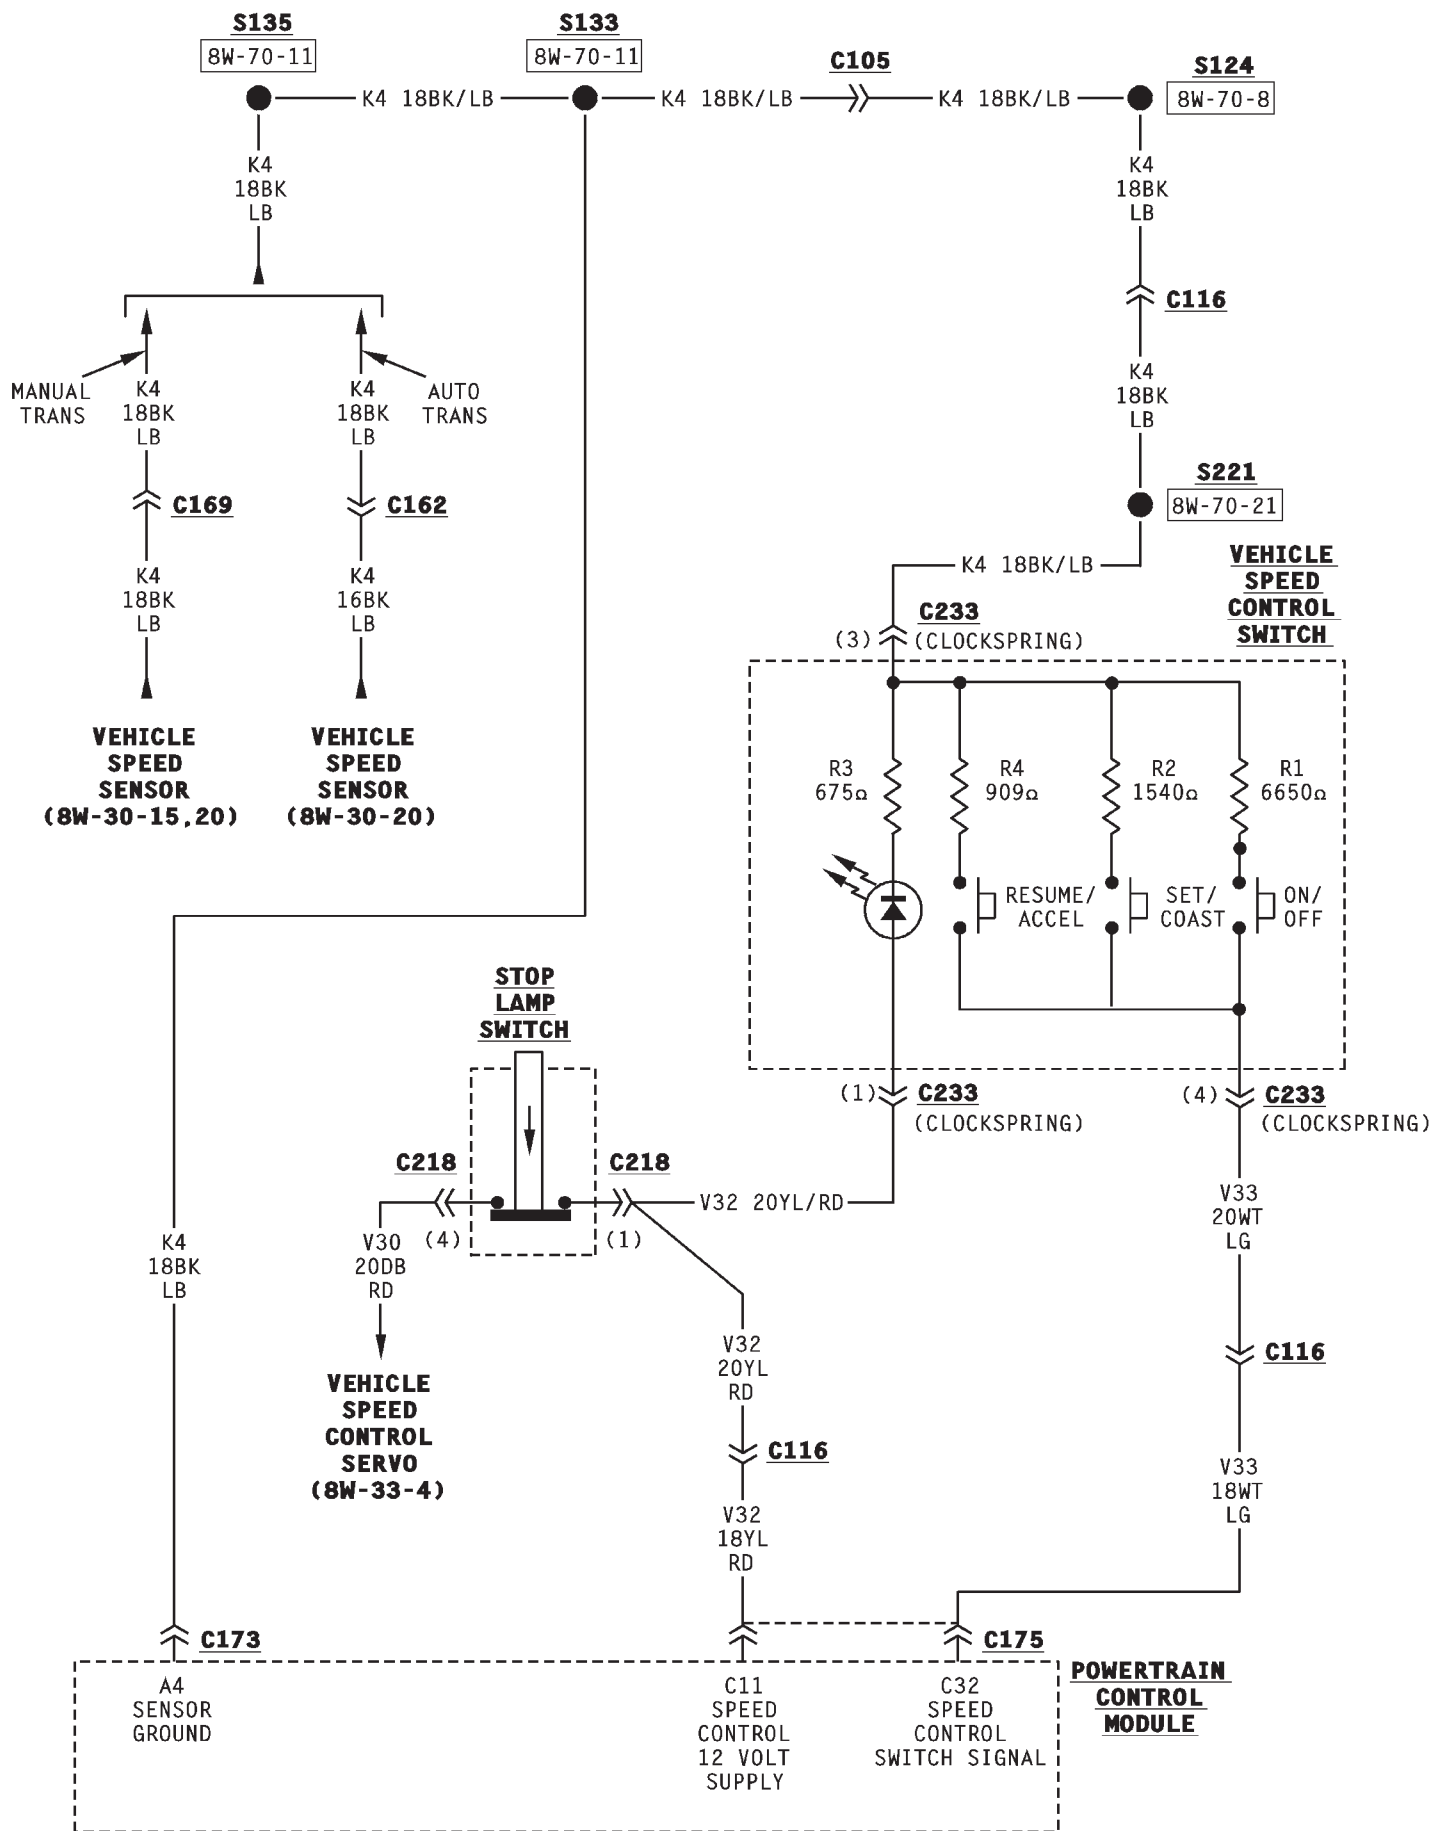 S135
8W-70-11
S133
8W-70-11
C105
S124
8W-70-8
K4 18BK/LB
K4 18BK/LB
K4 18BK/LB
K4
18BK
LB
K4
18BK
LB
C116
MANUAL
TRANS
K4
18BK
LB
K4
18BK
LB
AUTO
TRANS
K4
18BK
LB
C169
C162
S221
8W-70-21
K4
18BK
LB
K4
16BK
LB
K4 18BK/LB
VEHICLE
SPEED
CONTROL
SWITCH
(3)
C233
(CLOCKSPRING)
VEHICLE
SPEED
SENSOR
(8W-30-15,20)
VEHICLE
SPEED
SENSOR
(8W-30-20)
R3
675Ω
R4
909Ω
R2
1540Ω
R1
6650Ω
RESUME/
ACCEL
SET/
COAST
ON/
OFF
STOP
LAMP
SWITCH
(1)
C233
(CLOCKSPRING)
(4)
C233
(CLOCKSPRING)
C218
C218
V32 20YL/RD
(4)
(1)
K4
18BK
LB
V30
20DB
RD
V33
20WT
LG
VEHICLE
SPEED
CONTROL
SERVO
(8W-33-4)
V32
20YL
RD
C116
C116
V32
18YL
RD
V33
18WT
LG
C173
C175
POWERTRAIN
CONTROL
MODULE
A4
SENSOR
GROUND
C11
SPEED
CONTROL
12 VOLT
SUPPLY
C32
SPEED
CONTROL
SWITCH SIGNAL